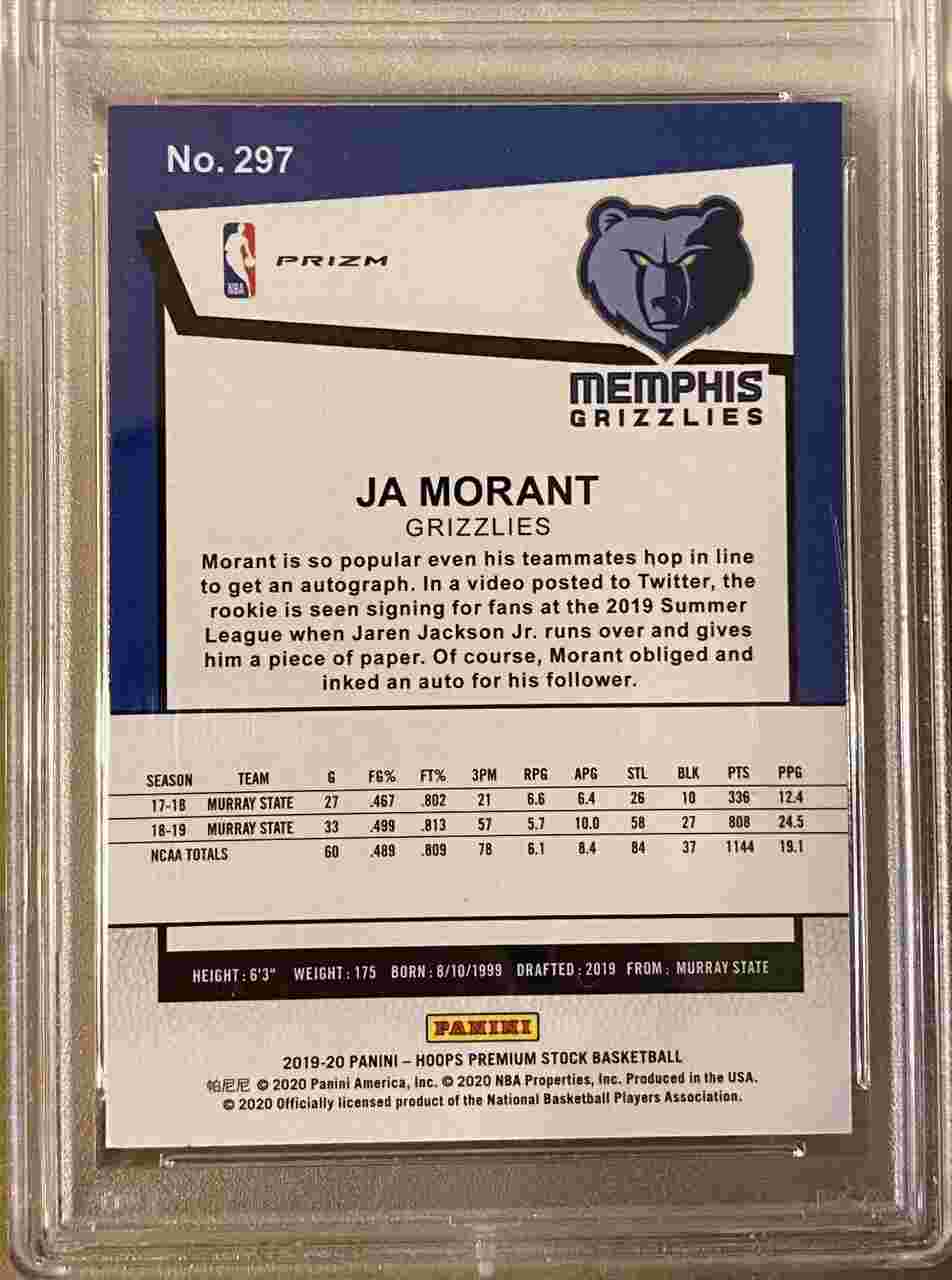 No. 297
NBA
PRIZM
MEMPHIS
GRIZZLIES
JA MORANT
GRIZZLIES
Morant is so popular even his teammates hop in line
to get an autograph. In a video posted to Twitter, the
rookie is seen signing for fans at the 2019 Summer
League when Jaren Jackson Jr. runs over and gives
him a piece of paper. Of course, Morant obliged and
inked an auto for his follower.
SEASON TEAM G FG% FT% 3PM RPG APG STL BLK PTS PPG
17-18 MURRAY STATE 27 .467 .802 21 6.6 6.4 26 10 336 12.4
18-19 MURRAY STATE 33 .499 .813 57 5.7 10.0 58 27 808 24.5
NCAA TOTALS 60 .489 .809 78 6.1 8.4 84 37 1144 19.1
HEIGHT: 6'3" WEIGHT: 175 BORN: 8/10/1999 DRAFTED: 2019 FROM: MURRAY STATE
PANINI
2019-20 PANINI – HOOPS PREMIUM STOCK BASKETBALL
帕尼尼 © 2020 Panini America, Inc. © 2020 NBA Properties, Inc. Produced in the USA.
© 2020 Officially licensed product of the National Basketball Players Association.